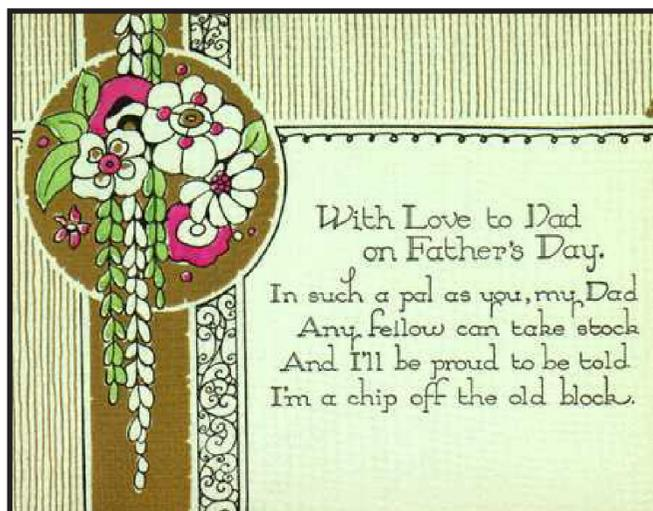 With Love to Dad
on Father's Day.
In such a pal as you, my Dad
Any fellow can take stock
And I'll be proud to be told
I'm a chip off the old block.